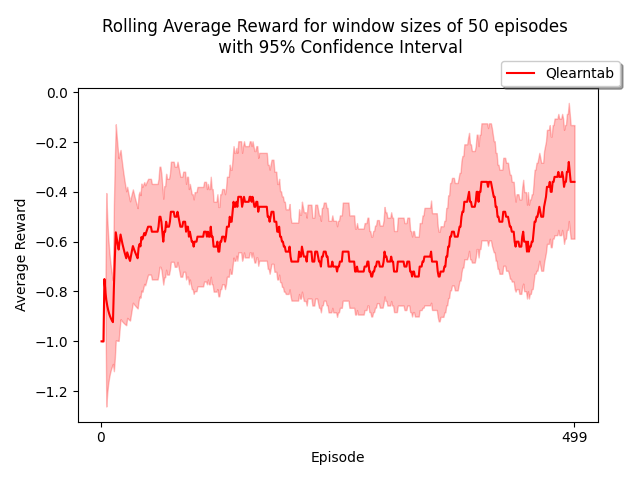 Rolling Average Reward for window sizes of 50 episodes
with 95% Confidence Interval
Qlearntab
0.0
−0.2
−0.4
−0.6
−0.8
−1.0
−1.2
Average Reward
0
499
Episode